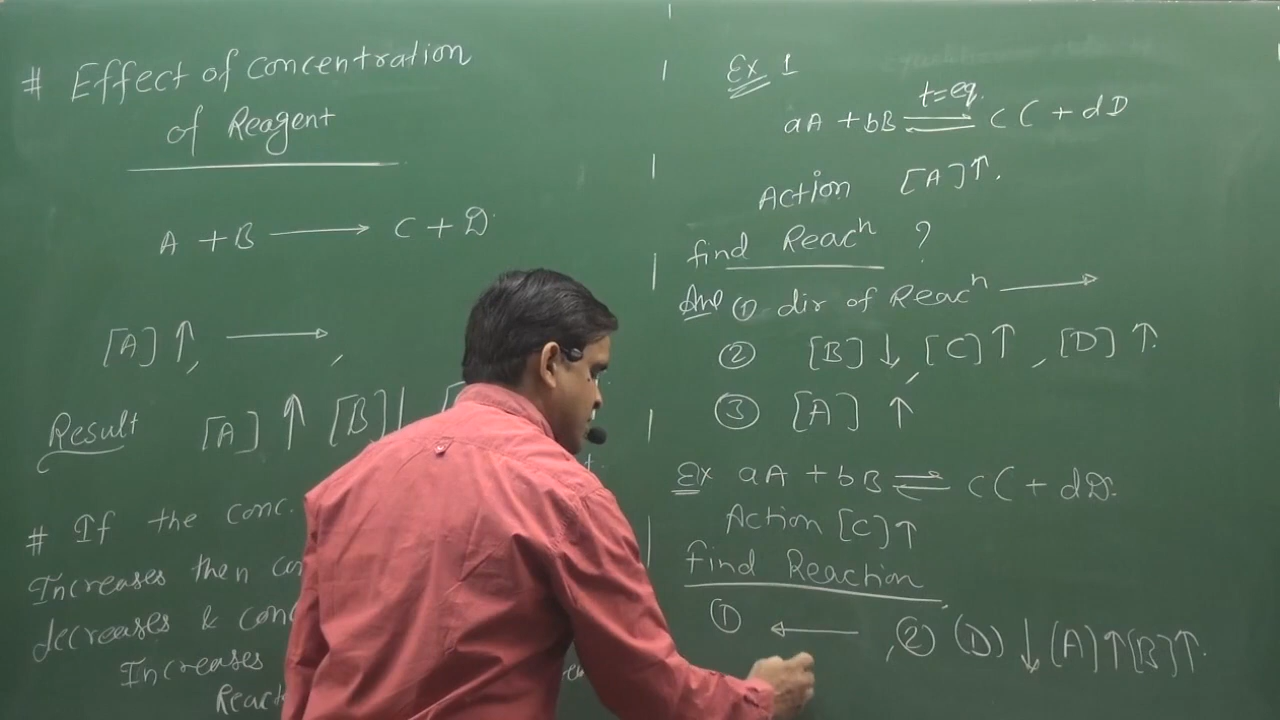 # Effect of concentration
of Reagent
A + B ⟶ C + D
[A] ↑, ⟶ ,
Result [A] ↑ [B]
# If the conc.
Increases then
decreases &
Increases
Ex 1
t=eq.
aA + bB ⇌ cC + dD
Action [A]↑.
find Reacⁿ ?
Ans ① dir of Reacⁿ ⟶
② [B]↓, [C]↑, [D]↑.
③ [A] ↑
Ex aA + bB ⇌ cC + dD.
Action [C]↑
find Reaction
① ⟵ , ② (D)↓ (A)↑ [B]↑.